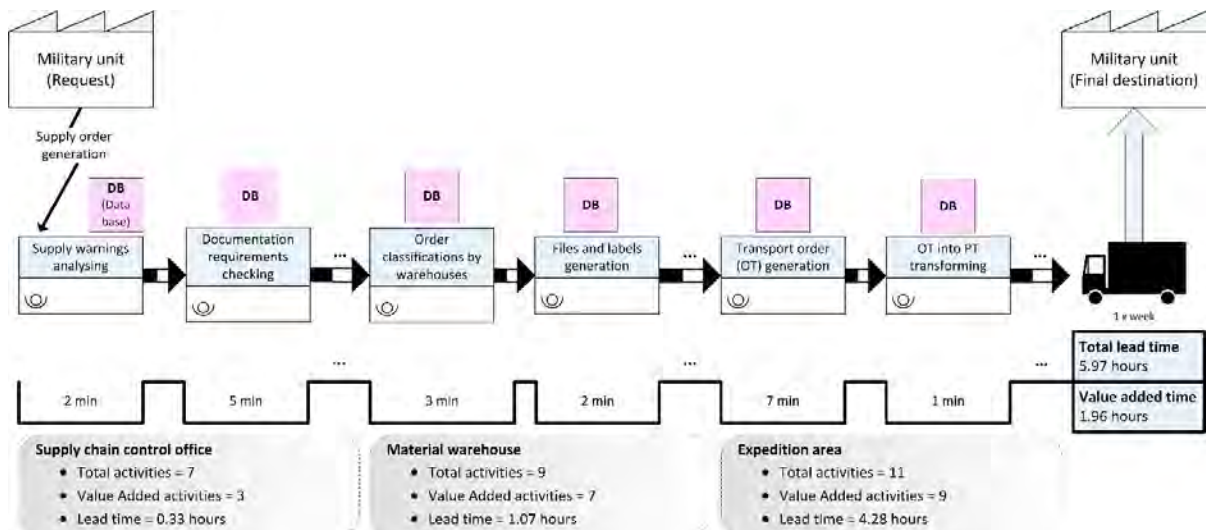 Military unit
(Request)
Military unit
(Final destination)
Supply order
generation
DB
(Data
base)
DB
DB
DB
DB
DB
Supply warnings
analysing
Documentation
requirements
checking
...
Order
classifications by
warehouses
Files and labels
generation
...
Transport order
(OT) generation
OT into PT
transforming
...
1 x week
...
...
...
2 min
5 min
3 min
2 min
7 min
1 min
Total lead time
5.97 hours
Value added time
1.96 hours
Supply chain control office
• Total activities = 7
• Value Added activities = 3
• Lead time = 0.33 hours
Material warehouse
• Total activities = 9
• Value Added activities = 7
• Lead time = 1.07 hours
Expedition area
• Total activities = 11
• Value Added activities = 9
• Lead time = 4.28 hours